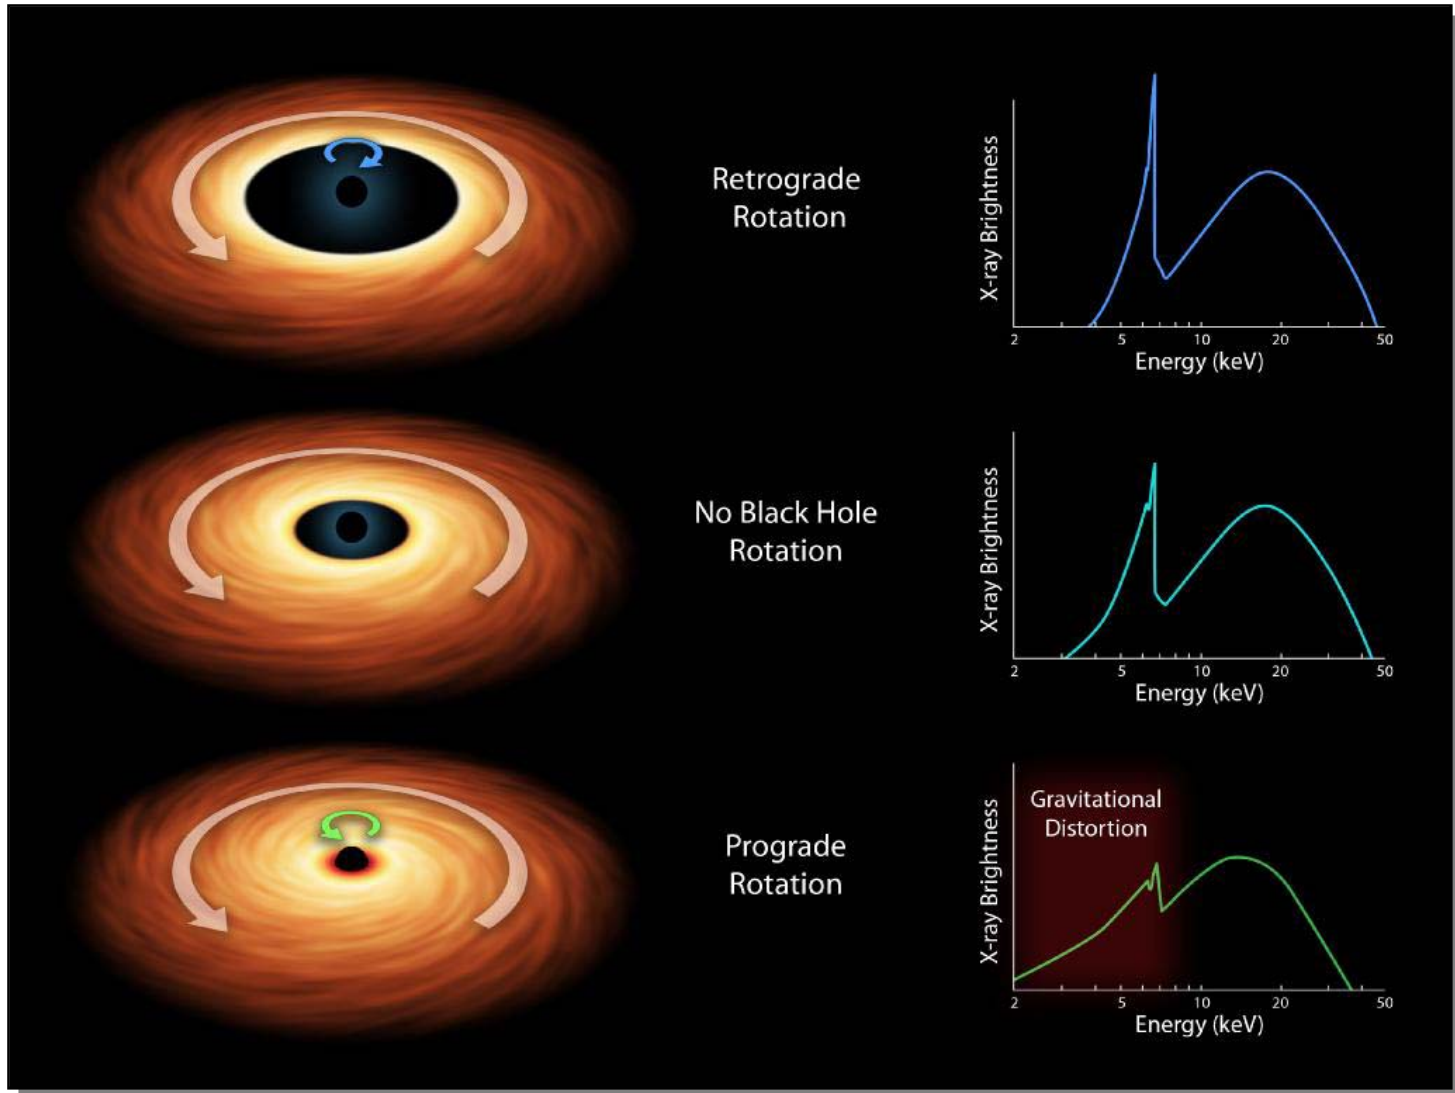 Retrograde
Rotation
X-ray Brightness
2 5 10 20 50
Energy (keV)
No Black Hole
Rotation
X-ray Brightness
2 5 10 20 50
Energy (keV)
Prograde
Rotation
X-ray Brightness
Gravitational
Distortion
2 5 10 20 50
Energy (keV)